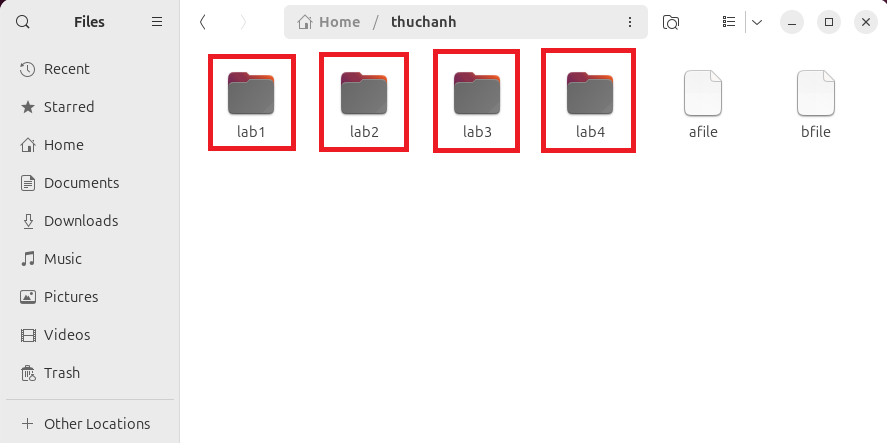 Files
Home / thuchanh
Recent
Starred
Home
Documents
Downloads
Music
Pictures
Videos
Trash
Other Locations
lab1 lab2 lab3 lab4 afile bfile